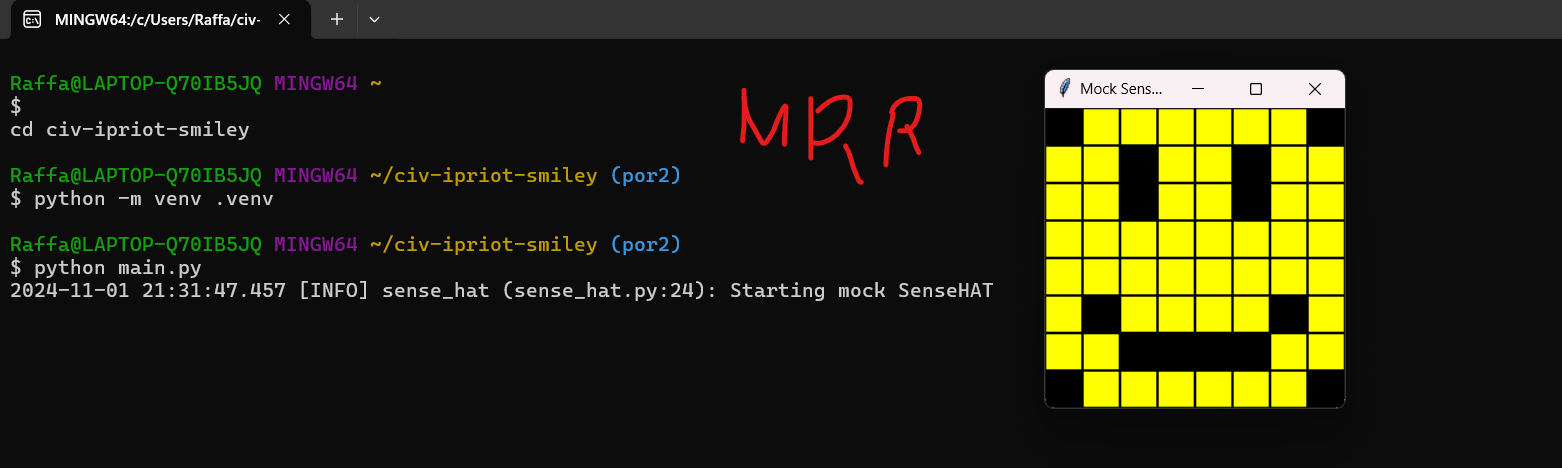 MINGW64:/c/Users/Raffa/civ-
Raffa@LAPTOP-Q70IB5JQ MINGW64 ~
$
cd civ-ipriot-smiley
Raffa@LAPTOP-Q70IB5JQ MINGW64 ~/civ-ipriot-smiley (por2)
$ python -m venv .venv
Raffa@LAPTOP-Q70IB5JQ MINGW64 ~/civ-ipriot-smiley (por2)
$ python main.py
2024-11-01 21:31:47.457 [INFO] sense_hat (sense_hat.py:24): Starting mock SenseHAT
MRR
Mock Sens...